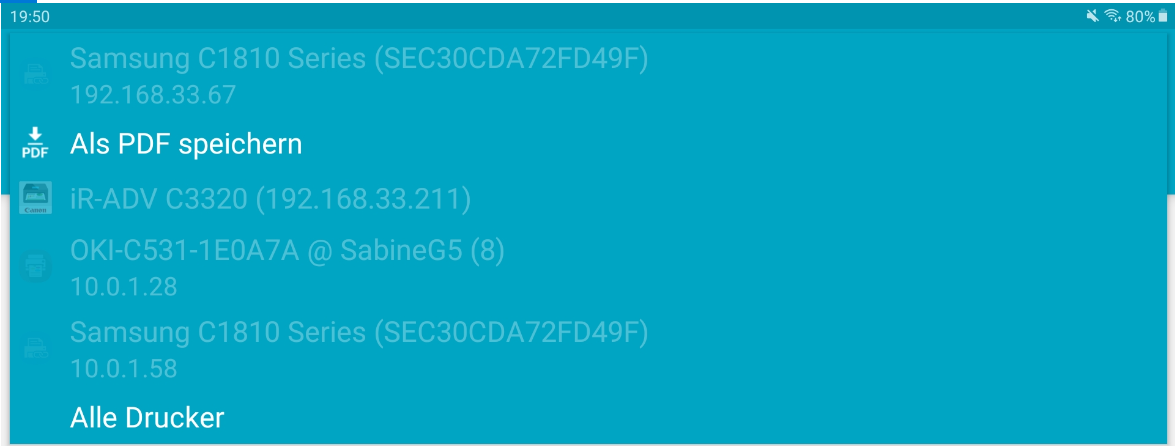 19:50
80%
Samsung C1810 Series (SEC30CDA72FD49F)
192.168.33.67
PDF
Als PDF speichern
Canon
iR-ADV C3320 (192.168.33.211)
OKI-C531-1E0A7A @ SabineG5 (8)
10.0.1.28
Samsung C1810 Series (SEC30CDA72FD49F)
10.0.1.58
Alle Drucker